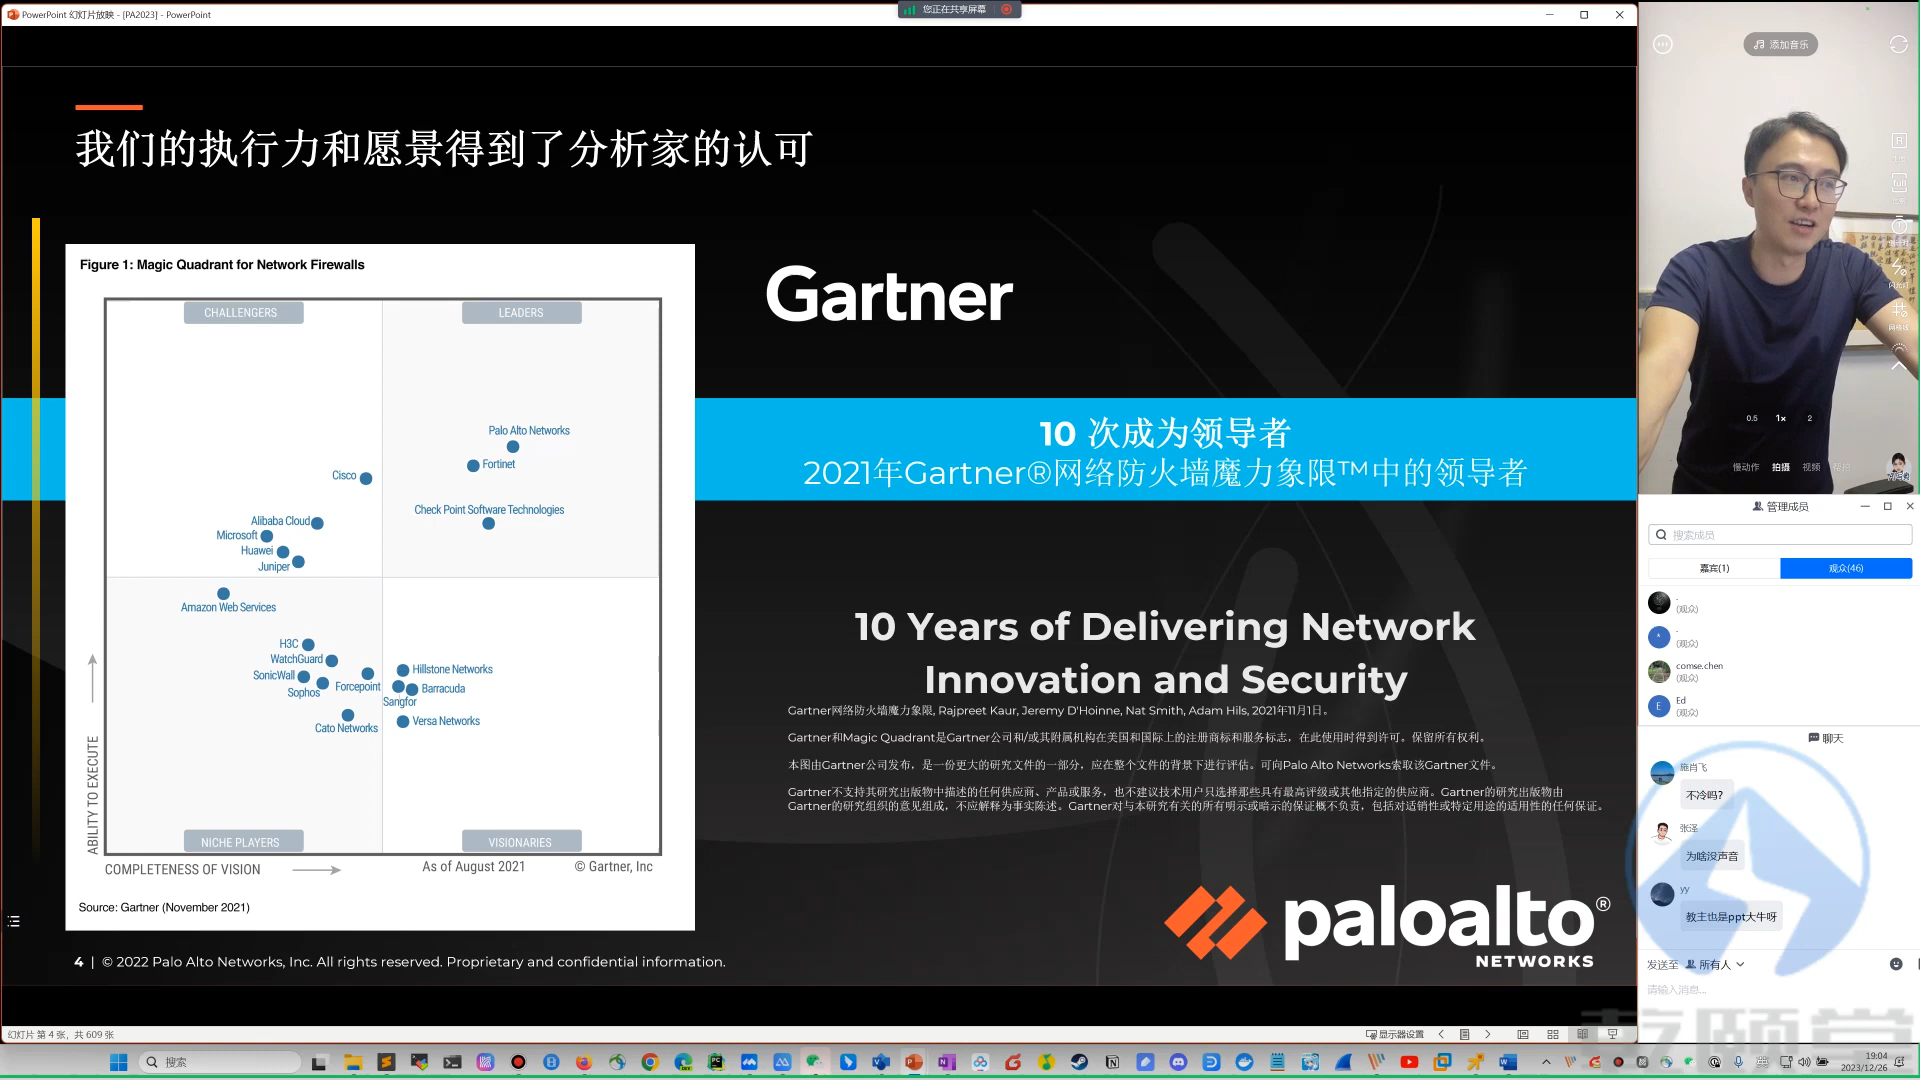 PowerPoint 幻灯片放映 - [PA2023] - PowerPoint
您正在共享屏幕
我们的执行力和愿景得到了分析家的认可
Figure 1: Magic Quadrant for Network Firewalls
CHALLENGERS
LEADERS
Palo Alto Networks
Fortinet
Cisco
Check Point Software Technologies
Alibaba Cloud
Microsoft
Huawei
Juniper
Amazon Web Services
H3C
WatchGuard
SonicWall
Sophos
Forcepoint
Cato Networks
Hillstone Networks
Sangfor
Barracuda
Versa Networks
NICHE PLAYERS
VISIONARIES
ABILITY TO EXECUTE
COMPLETENESS OF VISION
As of August 2021
© Gartner, Inc
Source: Gartner (November 2021)
Gartner
10 次成为领导者
2021年Gartner®网络防火墙魔力象限™中的领导者
10 Years of Delivering Network
Innovation and Security
Gartner网络防火墙魔力象限, Rajpreet Kaur, Jeremy D'Hoinne, Nat Smith, Adam Hils, 2021年11月1日。
Gartner和Magic Quadrant是Gartner公司和/或其附属机构在美国和国际上的注册商标和服务标志，在此使用时得到许可。保留所有权利。
本图由Gartner公司发布，是一份更大的研究文件的一部分，应在整个文件的背景下进行评估。可向Palo Alto Networks索取该Gartner文件。
Gartner不支持其研究出版物中描述的任何供应商、产品或服务，也不建议技术用户只选择那些具有最高评级或其他指定的供应商。Gartner的研究出版物由
Gartner的研究组织的意见组成，不应解释为事实陈述。Gartner对与本研究有关的所有明示或暗示的保证概不负责，包括对适销性或特定用途的适用性的任何保证。
paloalto®
NETWORKS
4 | © 2022 Palo Alto Networks, Inc. All rights reserved. Proprietary and confidential information.
幻灯片 第 4 张，共 609 张
显示器设置
搜索
19:04
2023/12/26
添加音乐
full
0.5 1× 2
慢动作 拍摄 视频
管理成员
搜索成员
嘉宾(1)
观众(46)
(观众)
(观众)
comse.chen
(观众)
Ed
(观众)
聊天
施肖飞
不冷吗?
张泽
为啥没声音
yy
教主也是ppt大牛呀
发送至 所有人
请输入消息...